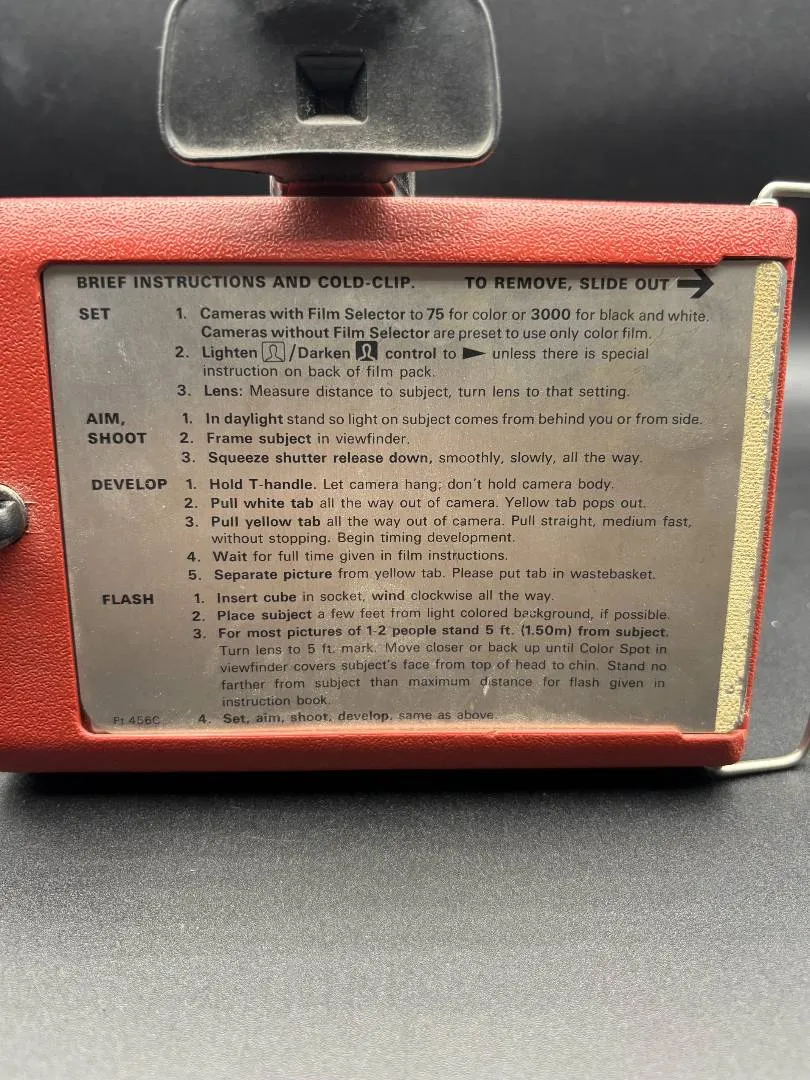 BRIEF INSTRUCTIONS AND COLD-CLIP. TO REMOVE, SLIDE OUT
SET 1. Cameras with Film Selector to 75 for color or 3000 for black and white.
Cameras without Film Selector are preset to use only color film.
2. Lighten /Darken control to unless there is special
instruction on back of film pack.
3. Lens: Measure distance to subject, turn lens to that setting.
AIM, 1. In daylight stand so light on subject comes from behind you or from side.
SHOOT 2. Frame subject in viewfinder.
3. Squeeze shutter release down, smoothly, slowly, all the way.
DEVELOP 1. Hold T-handle. Let camera hang; don't hold camera body.
2. Pull white tab all the way out of camera. Yellow tab pops out.
3. Pull yellow tab all the way out of camera. Pull straight, medium fast,
without stopping. Begin timing development.
4. Wait for full time given in film instructions.
5. Separate picture from yellow tab. Please put tab in wastebasket.
FLASH 1. Insert cube in socket, wind clockwise all the way.
2. Place subject a few feet from light colored background, if possible.
3. For most pictures of 1-2 people stand 5 ft. (1.50m) from subject.
Turn lens to 5 ft. mark. Move closer or back up until Color Spot in
viewfinder covers subject's face from top of head to chin. Stand no
farther from subject than maximum distance for flash given in
instruction book.
Pt.456C 4. Set, aim, shoot, develop, same as above.